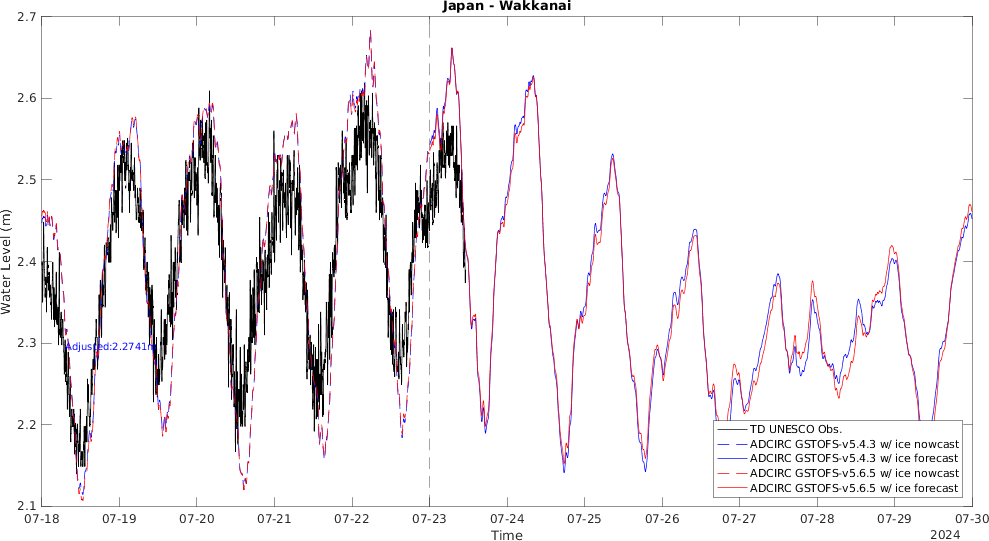 Japan - Wakkanai
2.7
2.6
2.5
2.4
2.3
2.2
2.1
Water Level (m)
Adjusted:2.2741m
TD UNESCO Obs.
ADCIRC GSTOFS-v5.4.3 w/ ice nowcast
ADCIRC GSTOFS-v5.4.3 w/ ice forecast
ADCIRC GSTOFS-v5.6.5 w/ ice nowcast
ADCIRC GSTOFS-v5.6.5 w/ ice forecast
07-18 07-19 07-20 07-21 07-22 07-23 07-24 07-25 07-26 07-27 07-28 07-29 07-30
Time
2024